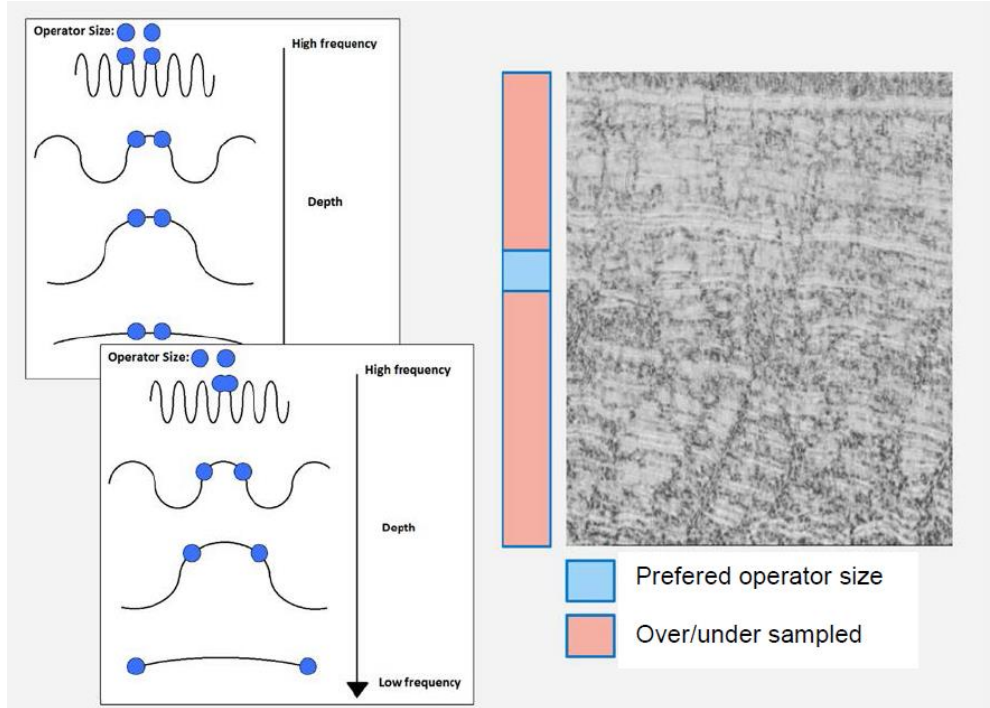 Operator Size:
High frequency
Depth
Operator Size:
High frequency
Depth
Low frequency
Prefered operator size
Over/under sampled